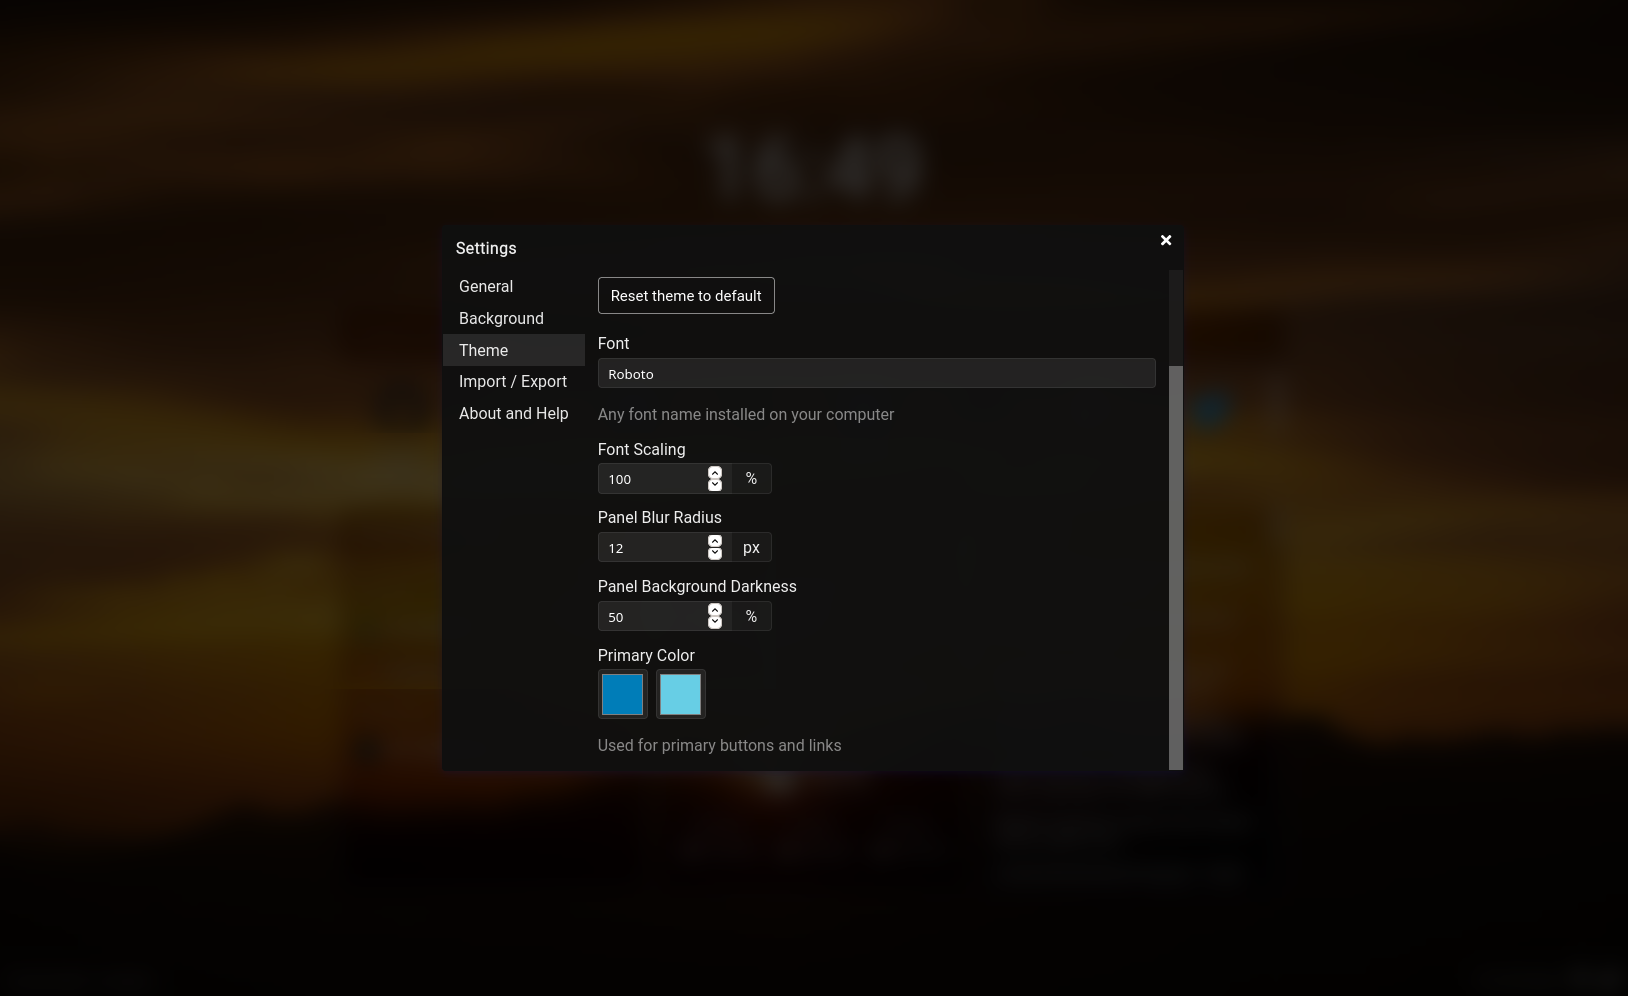 16:49
Settings
General
Background
Theme
Import / Export
About and Help
Reset theme to default
Font
Roboto
Any font name installed on your computer
Font Scaling
100 %
Panel Blur Radius
12 px
Panel Background Darkness
50 %
Primary Color
Used for primary buttons and links